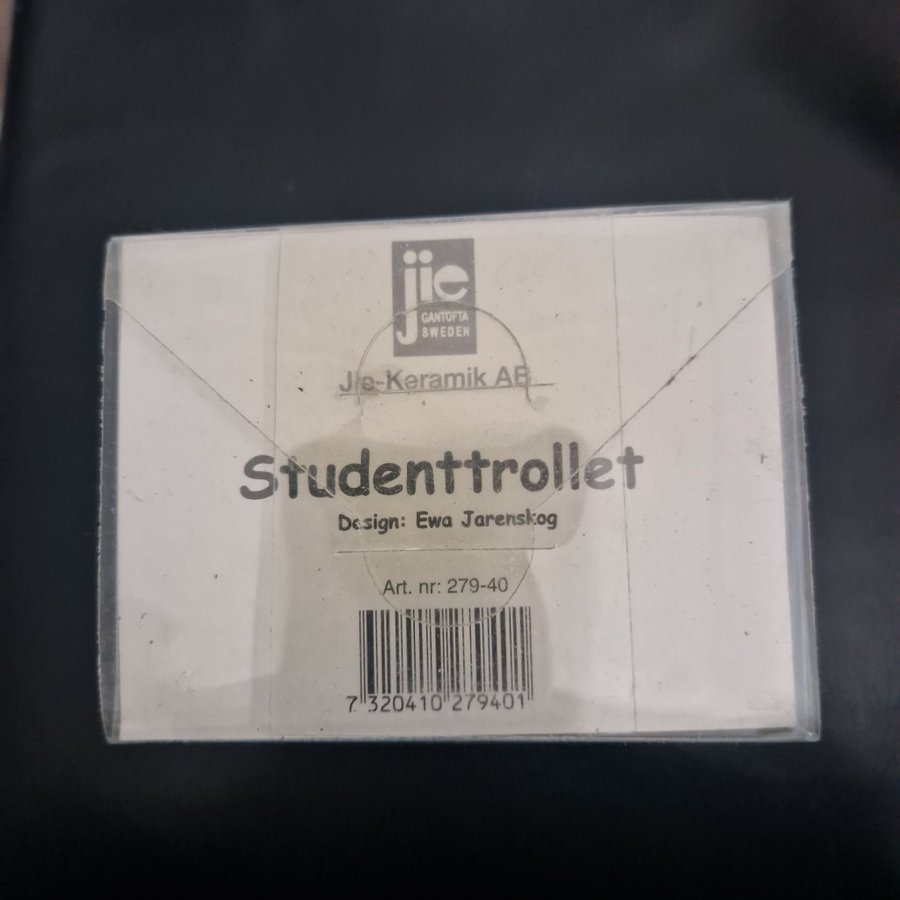 jie
GANTOFTA
SWEDEN
Jie-Keramik AB
Studenttrollet
Design: Ewa Jarenskog
Art. nr: 279-40
7 320410 279401